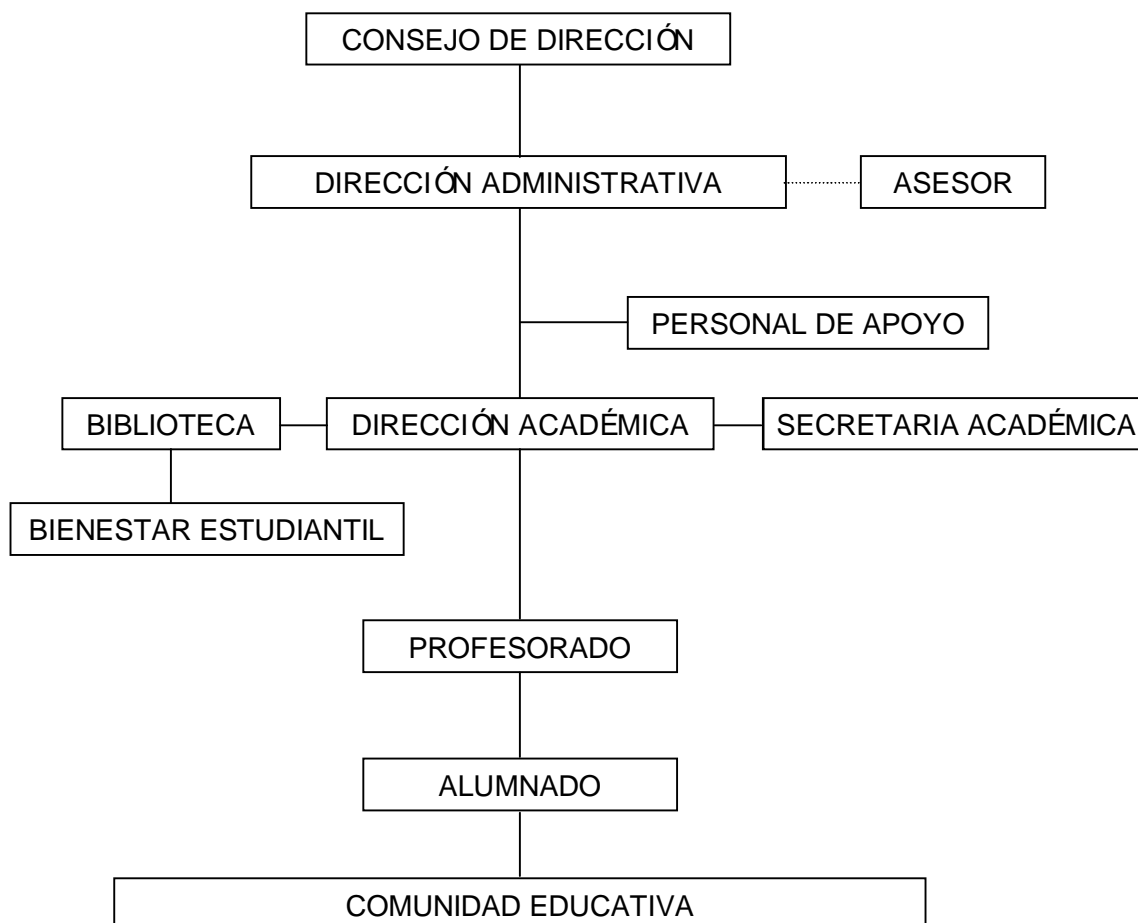 CONSEJO DE DIRECCIÓN
DIRECCIÓN ADMINISTRATIVA
ASESOR
PERSONAL DE APOYO
BIBLIOTECA
DIRECCIÓN ACADÉMICA
SECRETARIA ACADÉMICA
BIENESTAR ESTUDIANTIL
PROFESORADO
ALUMNADO
COMUNIDAD EDUCATIVA